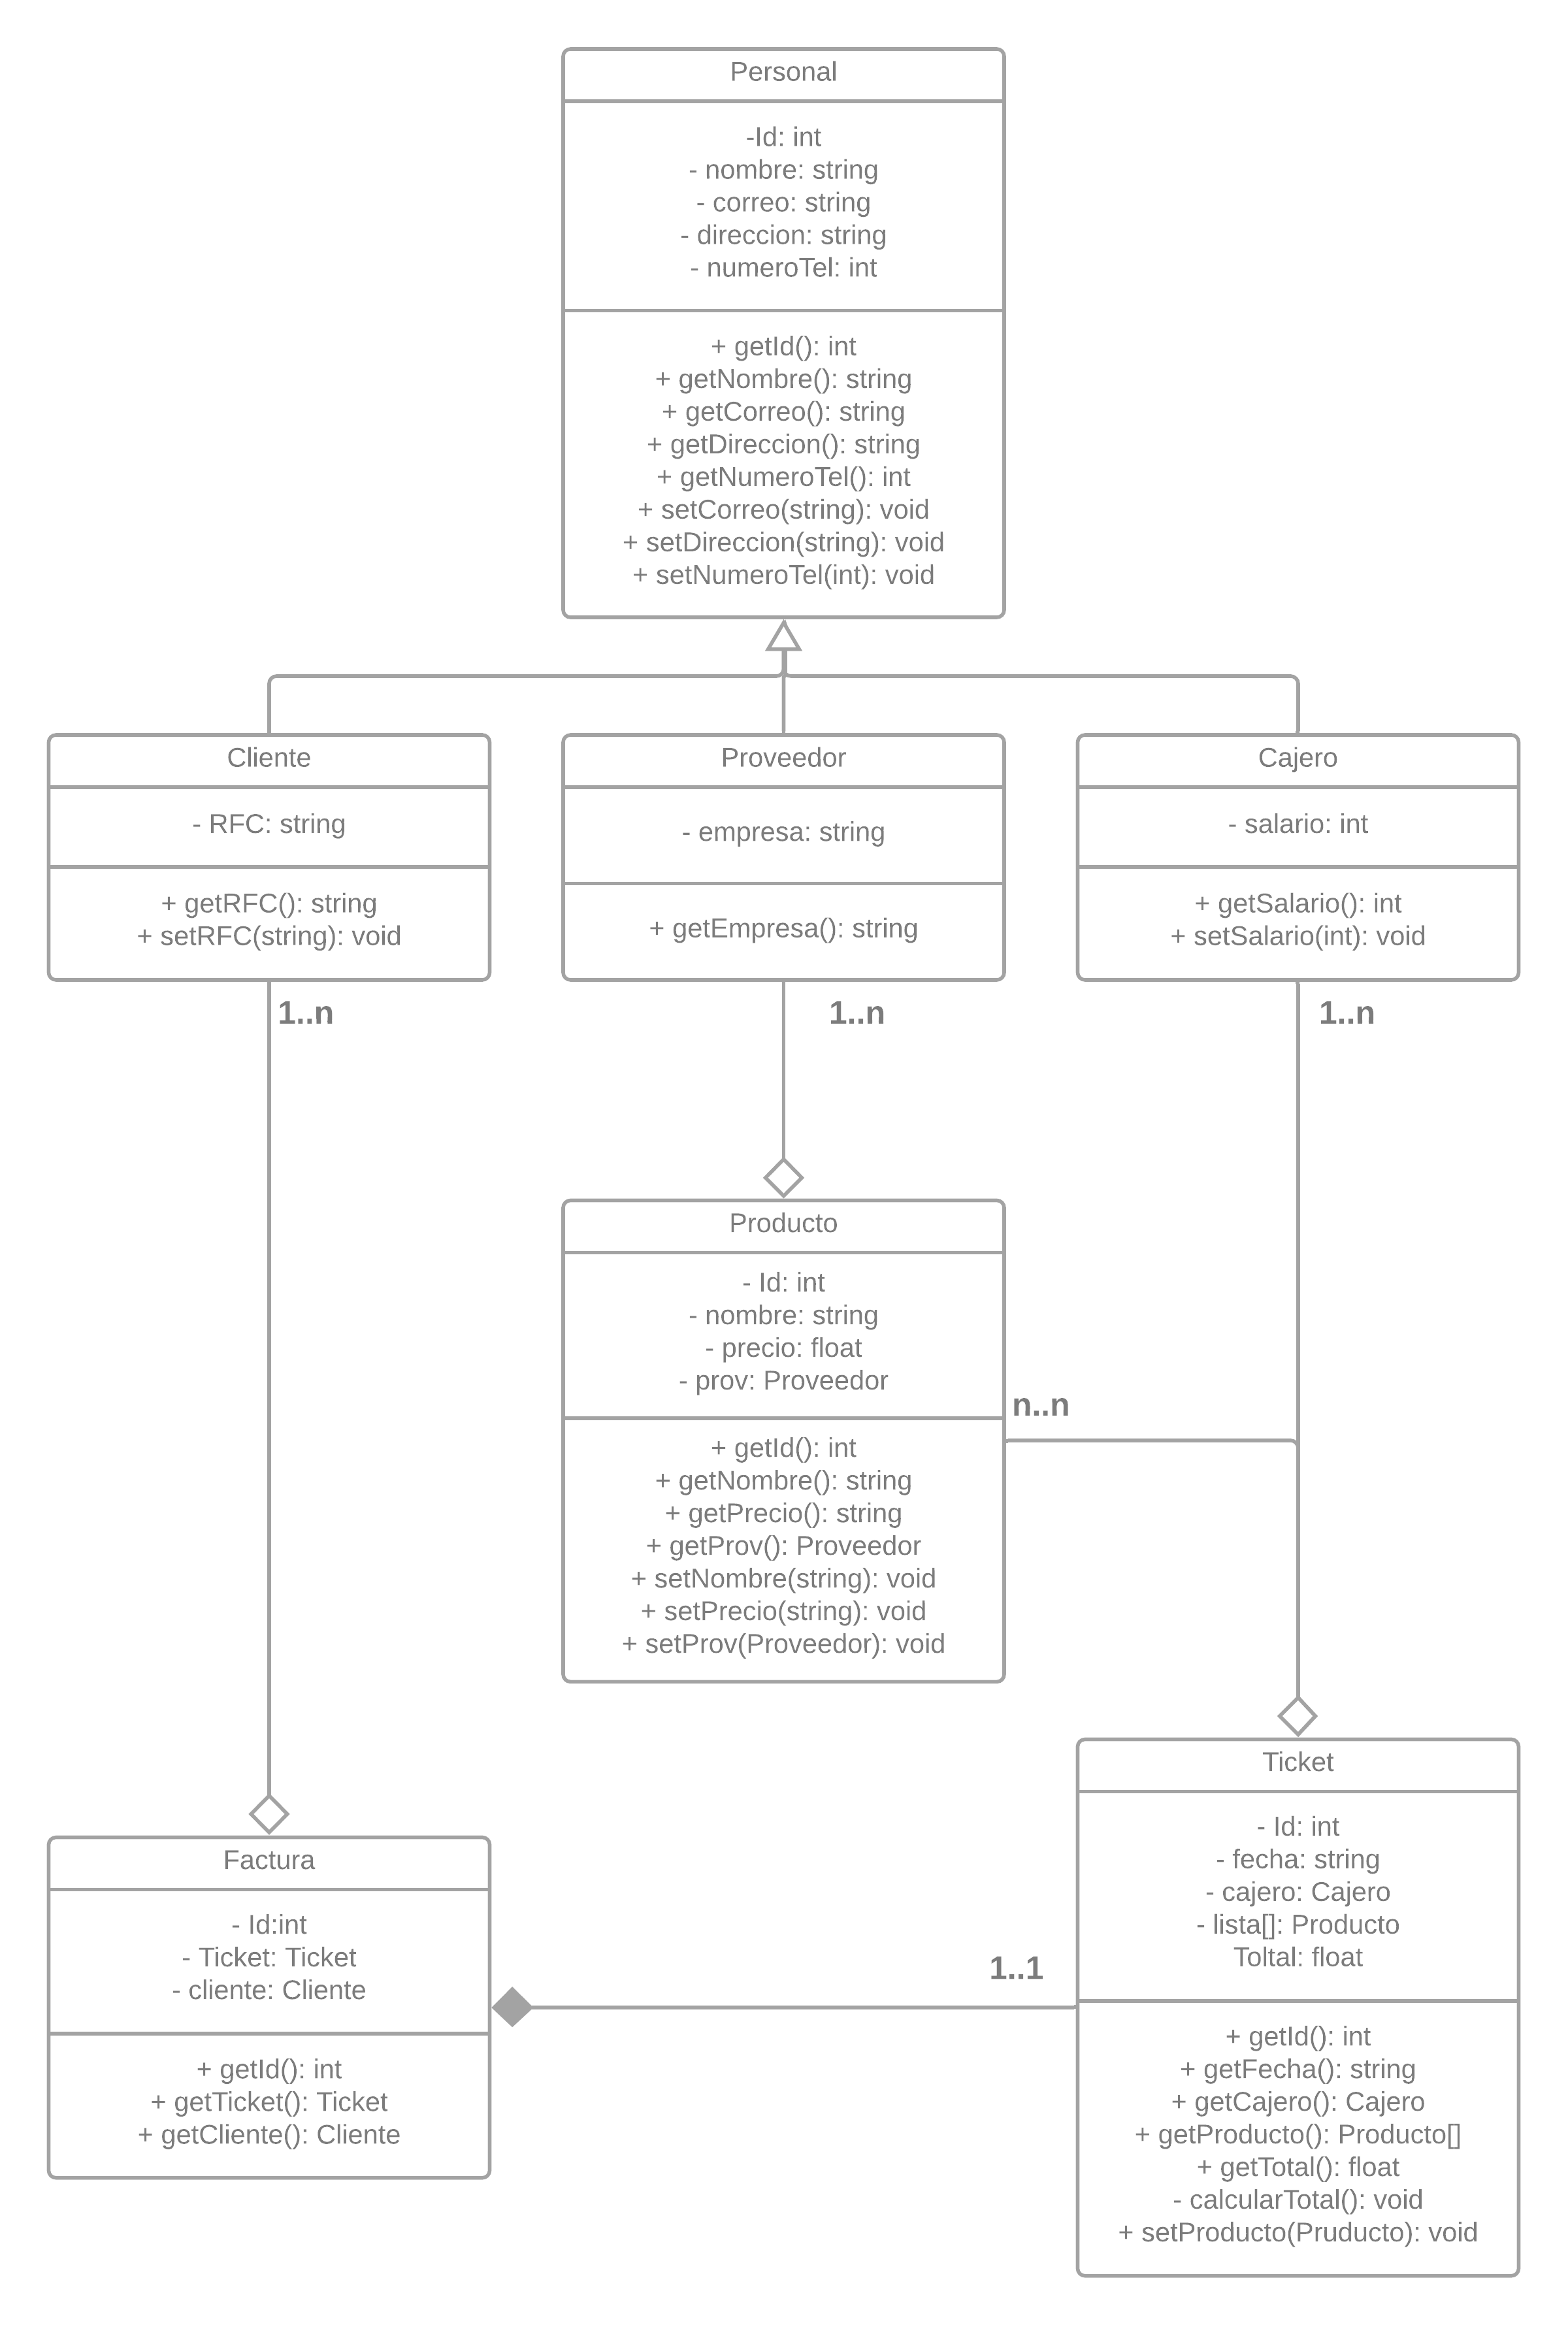 Personal
-Id: int
- nombre: string
- correo: string
- direccion: string
- numeroTel: int
+ getId(): int
+ getNombre(): string
+ getCorreo(): string
+ getDireccion(): string
+ getNumeroTel(): int
+ setCorreo(string): void
+ setDireccion(string): void
+ setNumeroTel(int): void
Cliente
- RFC: string
+ getRFC(): string
+ setRFC(string): void
1..n
Proveedor
- empresa: string
+ getEmpresa(): string
1..n
Cajero
- salario: int
+ getSalario(): int
+ setSalario(int): void
1..n
Producto
- Id: int
- nombre: string
- precio: float
- prov: Proveedor
+ getId(): int
+ getNombre(): string
+ getPrecio(): string
+ getProv(): Proveedor
+ setNombre(string): void
+ setPrecio(string): void
+ setProv(Proveedor): void
n..n
Factura
- Id:int
- Ticket: Ticket
- cliente: Cliente
+ getId(): int
+ getTicket(): Ticket
+ getCliente(): Cliente
1..1
Ticket
- Id: int
- fecha: string
- cajero: Cajero
- lista[]: Producto
Toltal: float
+ getId(): int
+ getFecha(): string
+ getCajero(): Cajero
+ getProducto(): Producto[]
+ getTotal(): float
- calcularTotal(): void
+ setProducto(Pruducto): void